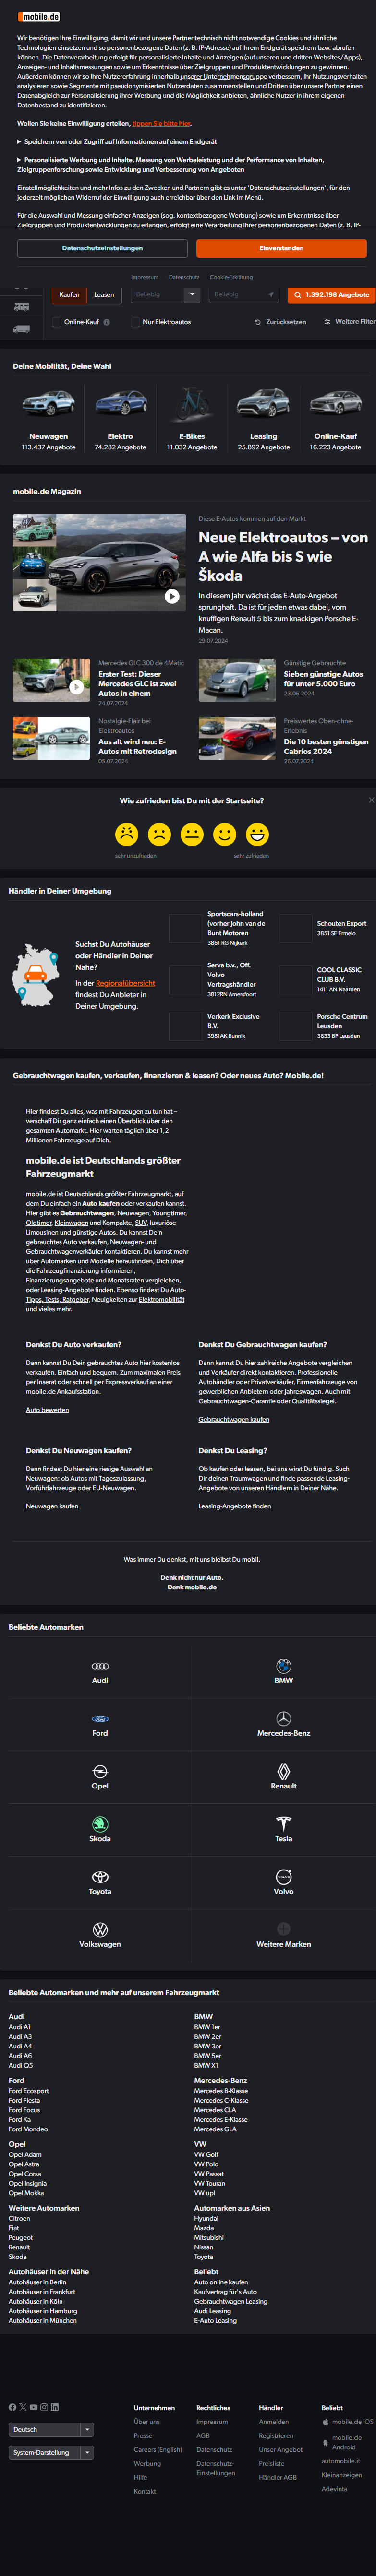 mobile.de
Wir benötigen Ihre Einwilligung, damit wir und unsere Partner technisch nicht notwendige Cookies und ähnliche
Technologien einsetzen und so personenbezogene Daten (z. B. IP-Adresse) auf Ihrem Endgerät speichern bzw. abrufen
können. Die Datenverarbeitung erfolgt für personalisierte Inhalte und Anzeigen (auf unseren und dritten Websites/Apps),
Anzeigen- und Inhaltsmessungen sowie um Erkenntnisse über Zielgruppen und Produktentwicklungen zu gewinnen.
Außerdem können wir so Ihre Nutzererfahrung innerhalb unserer Unternehmensgruppe verbessern, Ihr Nutzungsverhalten
analysieren sowie Segmente mit pseudonymisierten Nutzerdaten zusammenstellen und Dritten über unsere Partner einen
Datenabgleich zur Personalisierung ihrer Werbung und die Möglichkeit anbieten, ähnliche Nutzer in ihrem eigenen
Datenbestand zu identifizieren.
Wollen Sie keine Einwilligung erteilen, tippen Sie bitte hier.
Speichern von oder Zugriff auf Informationen auf einem Endgerät
Personalisierte Werbung und Inhalte, Messung von Werbeleistung und der Performance von Inhalten,
Zielgruppenforschung sowie Entwicklung und Verbesserung von Angeboten
Einstellmöglichkeiten und mehr Infos zu den Zwecken und Partnern gibt es unter 'Datenschutzeinstellungen', für den
jederzeit möglichen Widerruf der Einwilligung auch erreichbar über den Link im Menü.
Für die Auswahl und Messung einfacher Anzeigen (sog. kontextbezogene Werbung) sowie um Erkenntnisse über
Zielgruppen und Produktentwicklungen zu erlangen, erfolgt eine Verarbeitung Ihrer personenbezogenen Daten (z. B. IP-
Datenschutzeinstellungen
Einverstanden
Impressum Datenschutz Cookie-Erklärung
Kaufen Leasen Beliebig Beliebig 1.392.198 Angebote
Online-Kauf Nur Elektroautos Zurücksetzen Weitere Filter
Deine Mobilität, Deine Wahl
Neuwagen Elektro E-Bikes Leasing Online-Kauf
113.437 Angebote 74.282 Angebote 11.032 Angebote 25.892 Angebote 16.223 Angebote
mobile.de Magazin
Diese E-Autos kommen auf den Markt
Neue Elektroautos – von
A wie Alfa bis S wie
Škoda
In diesem Jahr wächst das E-Auto-Angebot
sprunghaft. Da ist für jeden etwas dabei, vom
knuffigen Renault 5 bis zum knackigen Porsche E-
Macan.
29.07.2024
Mercedes GLC 300 de 4Matic
Erster Test: Dieser
Mercedes GLC ist zwei
Autos in einem
24.07.2024
Günstige Gebrauchte
Sieben günstige Autos
für unter 5.000 Euro
23.06.2024
Nostalgie-Flair bei
Elektroautos
Aus alt wird neu: E-
Autos mit Retrodesign
05.07.2024
Preiswertes Oben-ohne-
Erlebnis
Die 10 besten günstigen
Cabrios 2024
26.07.2024
Wie zufrieden bist Du mit der Startseite?
sehr unzufrieden sehr zufrieden
Händler in Deiner Umgebung
Suchst Du Autohäuser
oder Händler in Deiner
Nähe?
In der Regionalübersicht
findest Du Anbieter in
Deiner Umgebung.
Sportscars-holland
(vorher John van de
Bunt Motoren
3861 RG Nijkerk
Schouten Export
3851 SE Ermelo
Serva b.v., Off.
Volvo
Vertragshändler
3812RN Amersfoort
COOL CLASSIC
CLUB B.V.
1411 AN Naarden
Verkerk Exclusive
B.V.
3981AK Bunnik
Porsche Centrum
Leusden
3833 BP Leusden
Gebrauchtwagen kaufen, verkaufen, finanzieren & leasen? Oder neues Auto? Mobile.de!
Hier findest Du alles, was mit Fahrzeugen zu tun hat –
verschaff Dir ganz einfach einen Überblick über den
gesamten Automarkt. Hier warten täglich über 1,2
Millionen Fahrzeuge auf Dich.
mobile.de ist Deutschlands größter
Fahrzeugmarkt
mobile.de ist Deutschlands größter Fahrzeugmarkt, auf
dem Du einfach ein Auto kaufen oder verkaufen kannst.
Hier gibt es Gebrauchtwagen, Neuwagen, Youngtimer,
Oldtimer, Kleinwagen und Kompakte, SUV, luxuriöse
Limousinen und günstige Autos. Du kannst Dein
gebrauchtes Auto verkaufen, Neuwagen- und
Gebrauchtwagenverkäufer kontaktieren. Du kannst mehr
über Automarken und Modelle herausfinden, Dich über
die Fahrzeugfinanzierung informieren,
Finanzierungsangebote und Monatsraten vergleichen,
oder Leasing-Angebote finden. Ebenso findest Du Auto-
Tipps, Tests, Ratgeber, Neuigkeiten zur Elektromobilität
und vieles mehr.
Denkst Du Auto verkaufen?
Dann kannst Du Dein gebrauchtes Auto hier kostenlos
verkaufen. Einfach und bequem. Zum maximalen Preis
per Inserat oder schnell per Expressverkauf an einer
mobile.de Ankaufsstation.
Auto bewerten
Denkst Du Gebrauchtwagen kaufen?
Dann kannst Du hier zahlreiche Angebote vergleichen
und Verkäufer direkt kontaktieren. Professionelle
Autohändler oder Privatverkäufer, Firmenfahrzeuge von
gewerblichen Anbietern oder Jahreswagen. Auch mit
Gebrauchtwagen-Garantie oder Qualitätssiegel.
Gebrauchtwagen kaufen
Denkst Du Neuwagen kaufen?
Dann findest Du hier eine riesige Auswahl an
Neuwagen: ob Autos mit Tageszulassung,
Vorführfahrzeuge oder EU-Neuwagen.
Neuwagen kaufen
Denkst Du Leasing?
Ob kaufen oder leasen, bei uns wirst Du fündig. Such
Dir deinen Traumwagen und finde passende Leasing-
Angebote von unseren Händlern in Deiner Nähe.
Leasing-Angebote finden
Was immer Du denkst, mit uns bleibst Du mobil.
Denk nicht nur Auto.
Denk mobile.de
Beliebte Automarken
Audi BMW
Ford Mercedes-Benz
Opel Renault
Skoda Tesla
Toyota Volvo
Volkswagen Weitere Marken
Beliebte Automarken und mehr auf unserem Fahrzeugmarkt
Audi
Audi A1
Audi A3
Audi A4
Audi A6
Audi Q5
BMW
BMW 1er
BMW 2er
BMW 3er
BMW 5er
BMW X1
Ford
Ford Ecosport
Ford Fiesta
Ford Focus
Ford Ka
Ford Mondeo
Mercedes-Benz
Mercedes B-Klasse
Mercedes C-Klasse
Mercedes CLA
Mercedes E-Klasse
Mercedes GLA
Opel
Opel Adam
Opel Astra
Opel Corsa
Opel Insignia
Opel Mokka
VW
VW Golf
VW Polo
VW Passat
VW Touran
VW up!
Weitere Automarken
Citroen
Fiat
Peugeot
Renault
Skoda
Automarken aus Asien
Hyundai
Mazda
Mitsubishi
Nissan
Toyota
Autohäuser in der Nähe
Autohäuser in Berlin
Autohäuser in Frankfurt
Autohäuser in Köln
Autohäuser in Hamburg
Autohäuser in München
Beliebt
Auto online kaufen
Kaufvertrag für's Auto
Gebrauchtwagen Leasing
Audi Leasing
E-Auto Leasing
Deutsch
System-Darstellung
Unternehmen
Über uns
Presse
Careers (English)
Werbung
Hilfe
Kontakt
Rechtliches
Impressum
AGB
Datenschutz
Datenschutz-
Einstellungen
Händler
Anmelden
Registrieren
Unser Angebot
Preisliste
Händler AGB
Beliebt
mobile.de iOS
mobile.de
Android
automobile.it
Kleinanzeigen
Adevinta